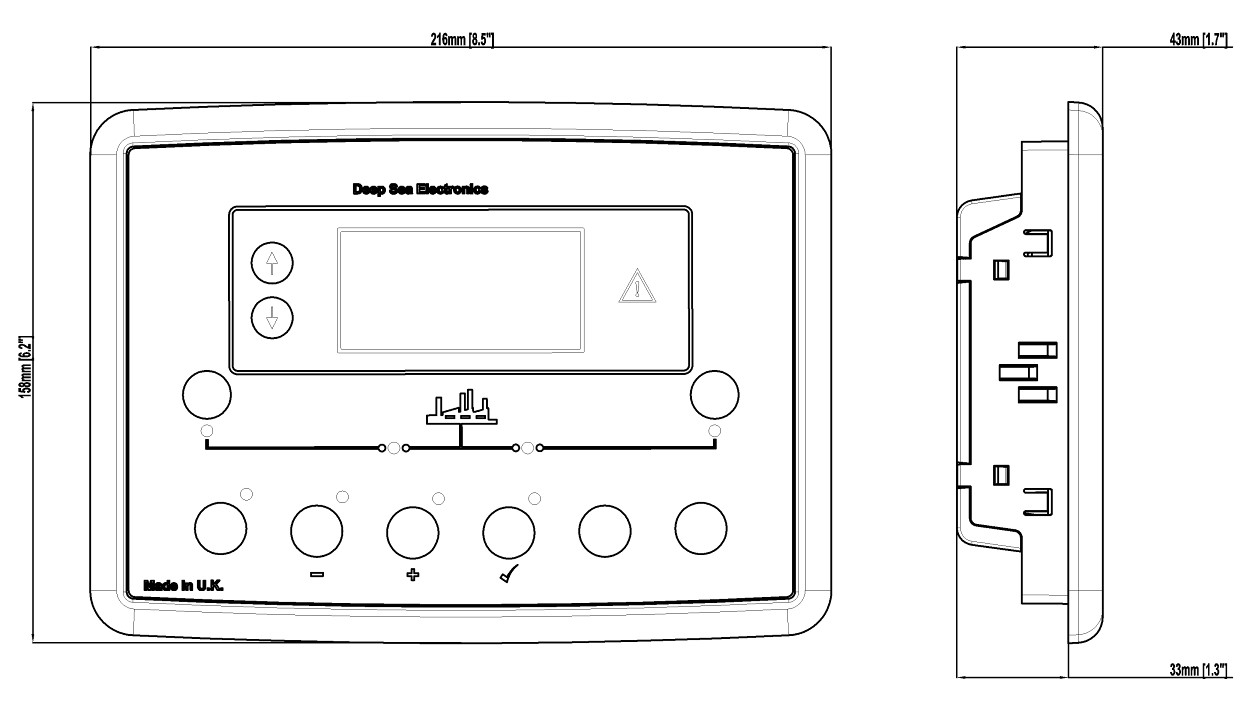 216mm [8.5"]
43mm [1.7"]
Deep Sea Electronics
158mm [6.2"]
Made in U.K.
33mm [1.3"]